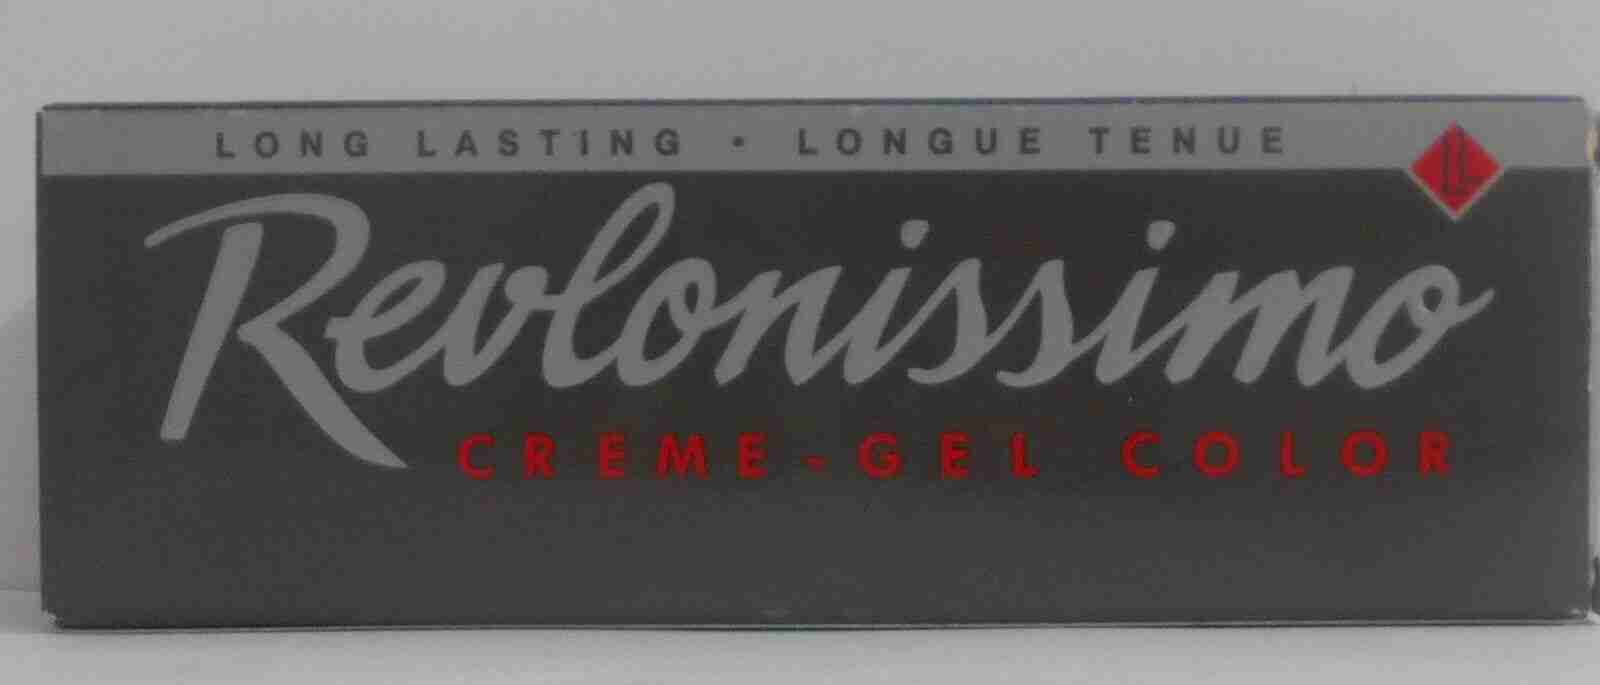 LONG LASTING • LONGUE TENUE
LL
Revlonissimo
CREME-GEL COLOR